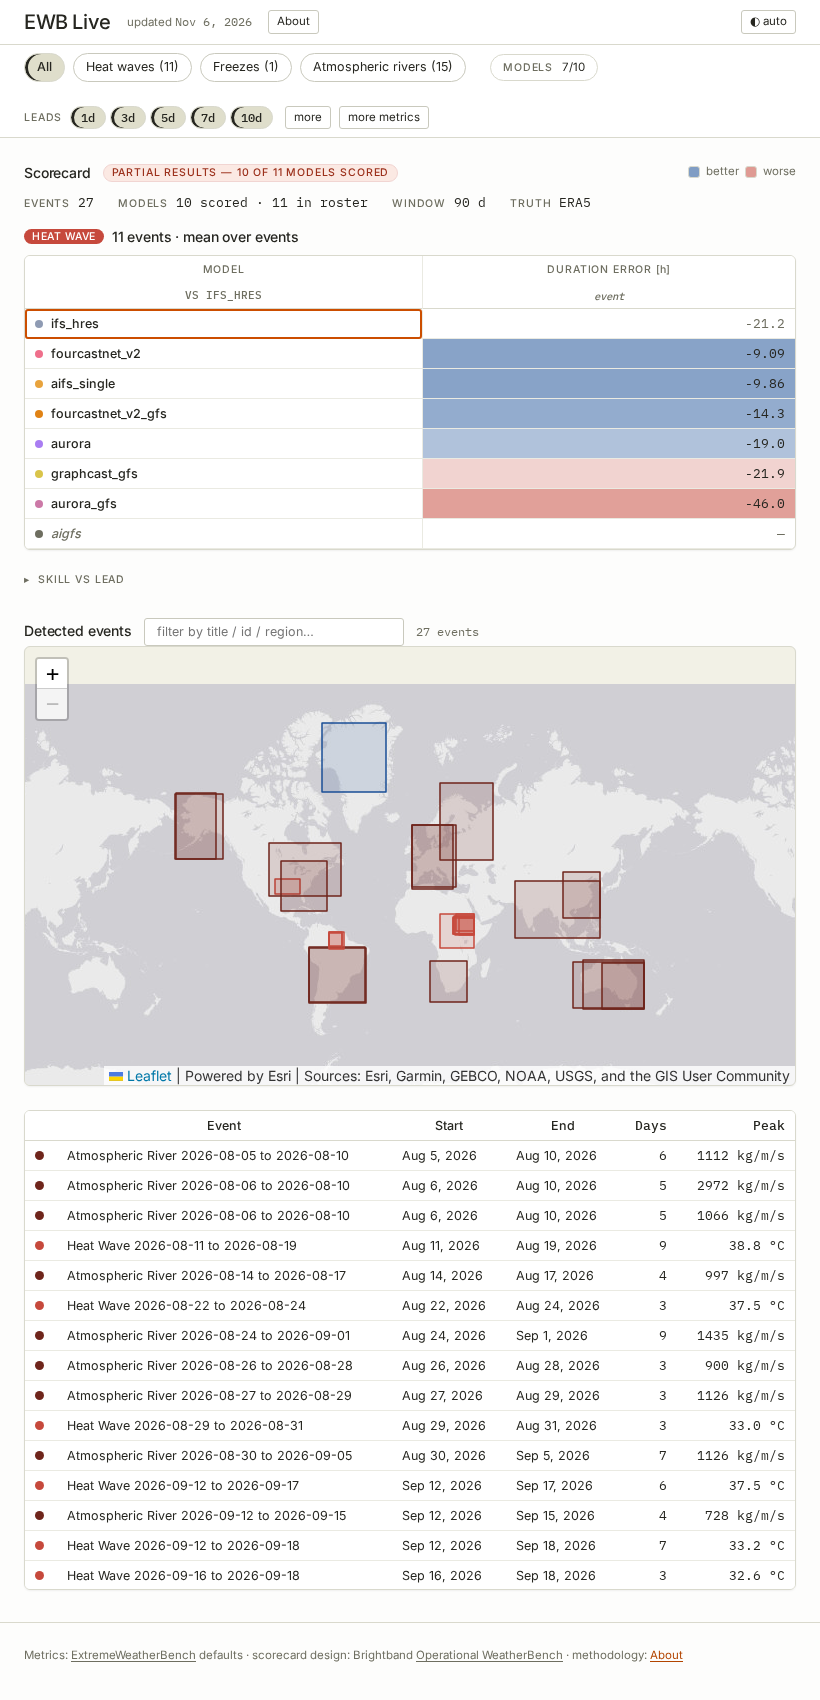 EWB Live updated Nov 6, 2026 About ◐ auto
All Heat waves (11) Freezes (1) Atmospheric rivers (15) MODELS 7/10
LEADS 1d 3d 5d 7d 10d more more metrics
Scorecard PARTIAL RESULTS — 10 OF 11 MODELS SCORED better worse
EVENTS 27 MODELS 10 scored · 11 in roster WINDOW 90 d TRUTH ERA5
HEAT WAVE 11 events · mean over events
MODEL DURATION ERROR [h]
VS IFS_HRES event
ifs_hres -21.2
fourcastnet_v2 -9.09
aifs_single -9.86
fourcastnet_v2_gfs -14.3
aurora -19.0
graphcast_gfs -21.9
aurora_gfs -46.0
aigfs —
▸ SKILL VS LEAD
Detected events filter by title / id / region... 27 events
+
−
Leaflet | Powered by Esri | Sources: Esri, Garmin, GEBCO, NOAA, USGS, and the GIS User Community
Event Start End Days Peak
Atmospheric River 2026-08-05 to 2026-08-10 Aug 5, 2026 Aug 10, 2026 6 1112 kg/m/s
Atmospheric River 2026-08-06 to 2026-08-10 Aug 6, 2026 Aug 10, 2026 5 2972 kg/m/s
Atmospheric River 2026-08-06 to 2026-08-10 Aug 6, 2026 Aug 10, 2026 5 1066 kg/m/s
Heat Wave 2026-08-11 to 2026-08-19 Aug 11, 2026 Aug 19, 2026 9 38.8 °C
Atmospheric River 2026-08-14 to 2026-08-17 Aug 14, 2026 Aug 17, 2026 4 997 kg/m/s
Heat Wave 2026-08-22 to 2026-08-24 Aug 22, 2026 Aug 24, 2026 3 37.5 °C
Atmospheric River 2026-08-24 to 2026-09-01 Aug 24, 2026 Sep 1, 2026 9 1435 kg/m/s
Atmospheric River 2026-08-26 to 2026-08-28 Aug 26, 2026 Aug 28, 2026 3 900 kg/m/s
Atmospheric River 2026-08-27 to 2026-08-29 Aug 27, 2026 Aug 29, 2026 3 1126 kg/m/s
Heat Wave 2026-08-29 to 2026-08-31 Aug 29, 2026 Aug 31, 2026 3 33.0 °C
Atmospheric River 2026-08-30 to 2026-09-05 Aug 30, 2026 Sep 5, 2026 7 1126 kg/m/s
Heat Wave 2026-09-12 to 2026-09-17 Sep 12, 2026 Sep 17, 2026 6 37.5 °C
Atmospheric River 2026-09-12 to 2026-09-15 Sep 12, 2026 Sep 15, 2026 4 728 kg/m/s
Heat Wave 2026-09-12 to 2026-09-18 Sep 12, 2026 Sep 18, 2026 7 33.2 °C
Heat Wave 2026-09-16 to 2026-09-18 Sep 16, 2026 Sep 18, 2026 3 32.6 °C
Metrics: ExtremeWeatherBench defaults · scorecard design: Brightband Operational WeatherBench · methodology: About